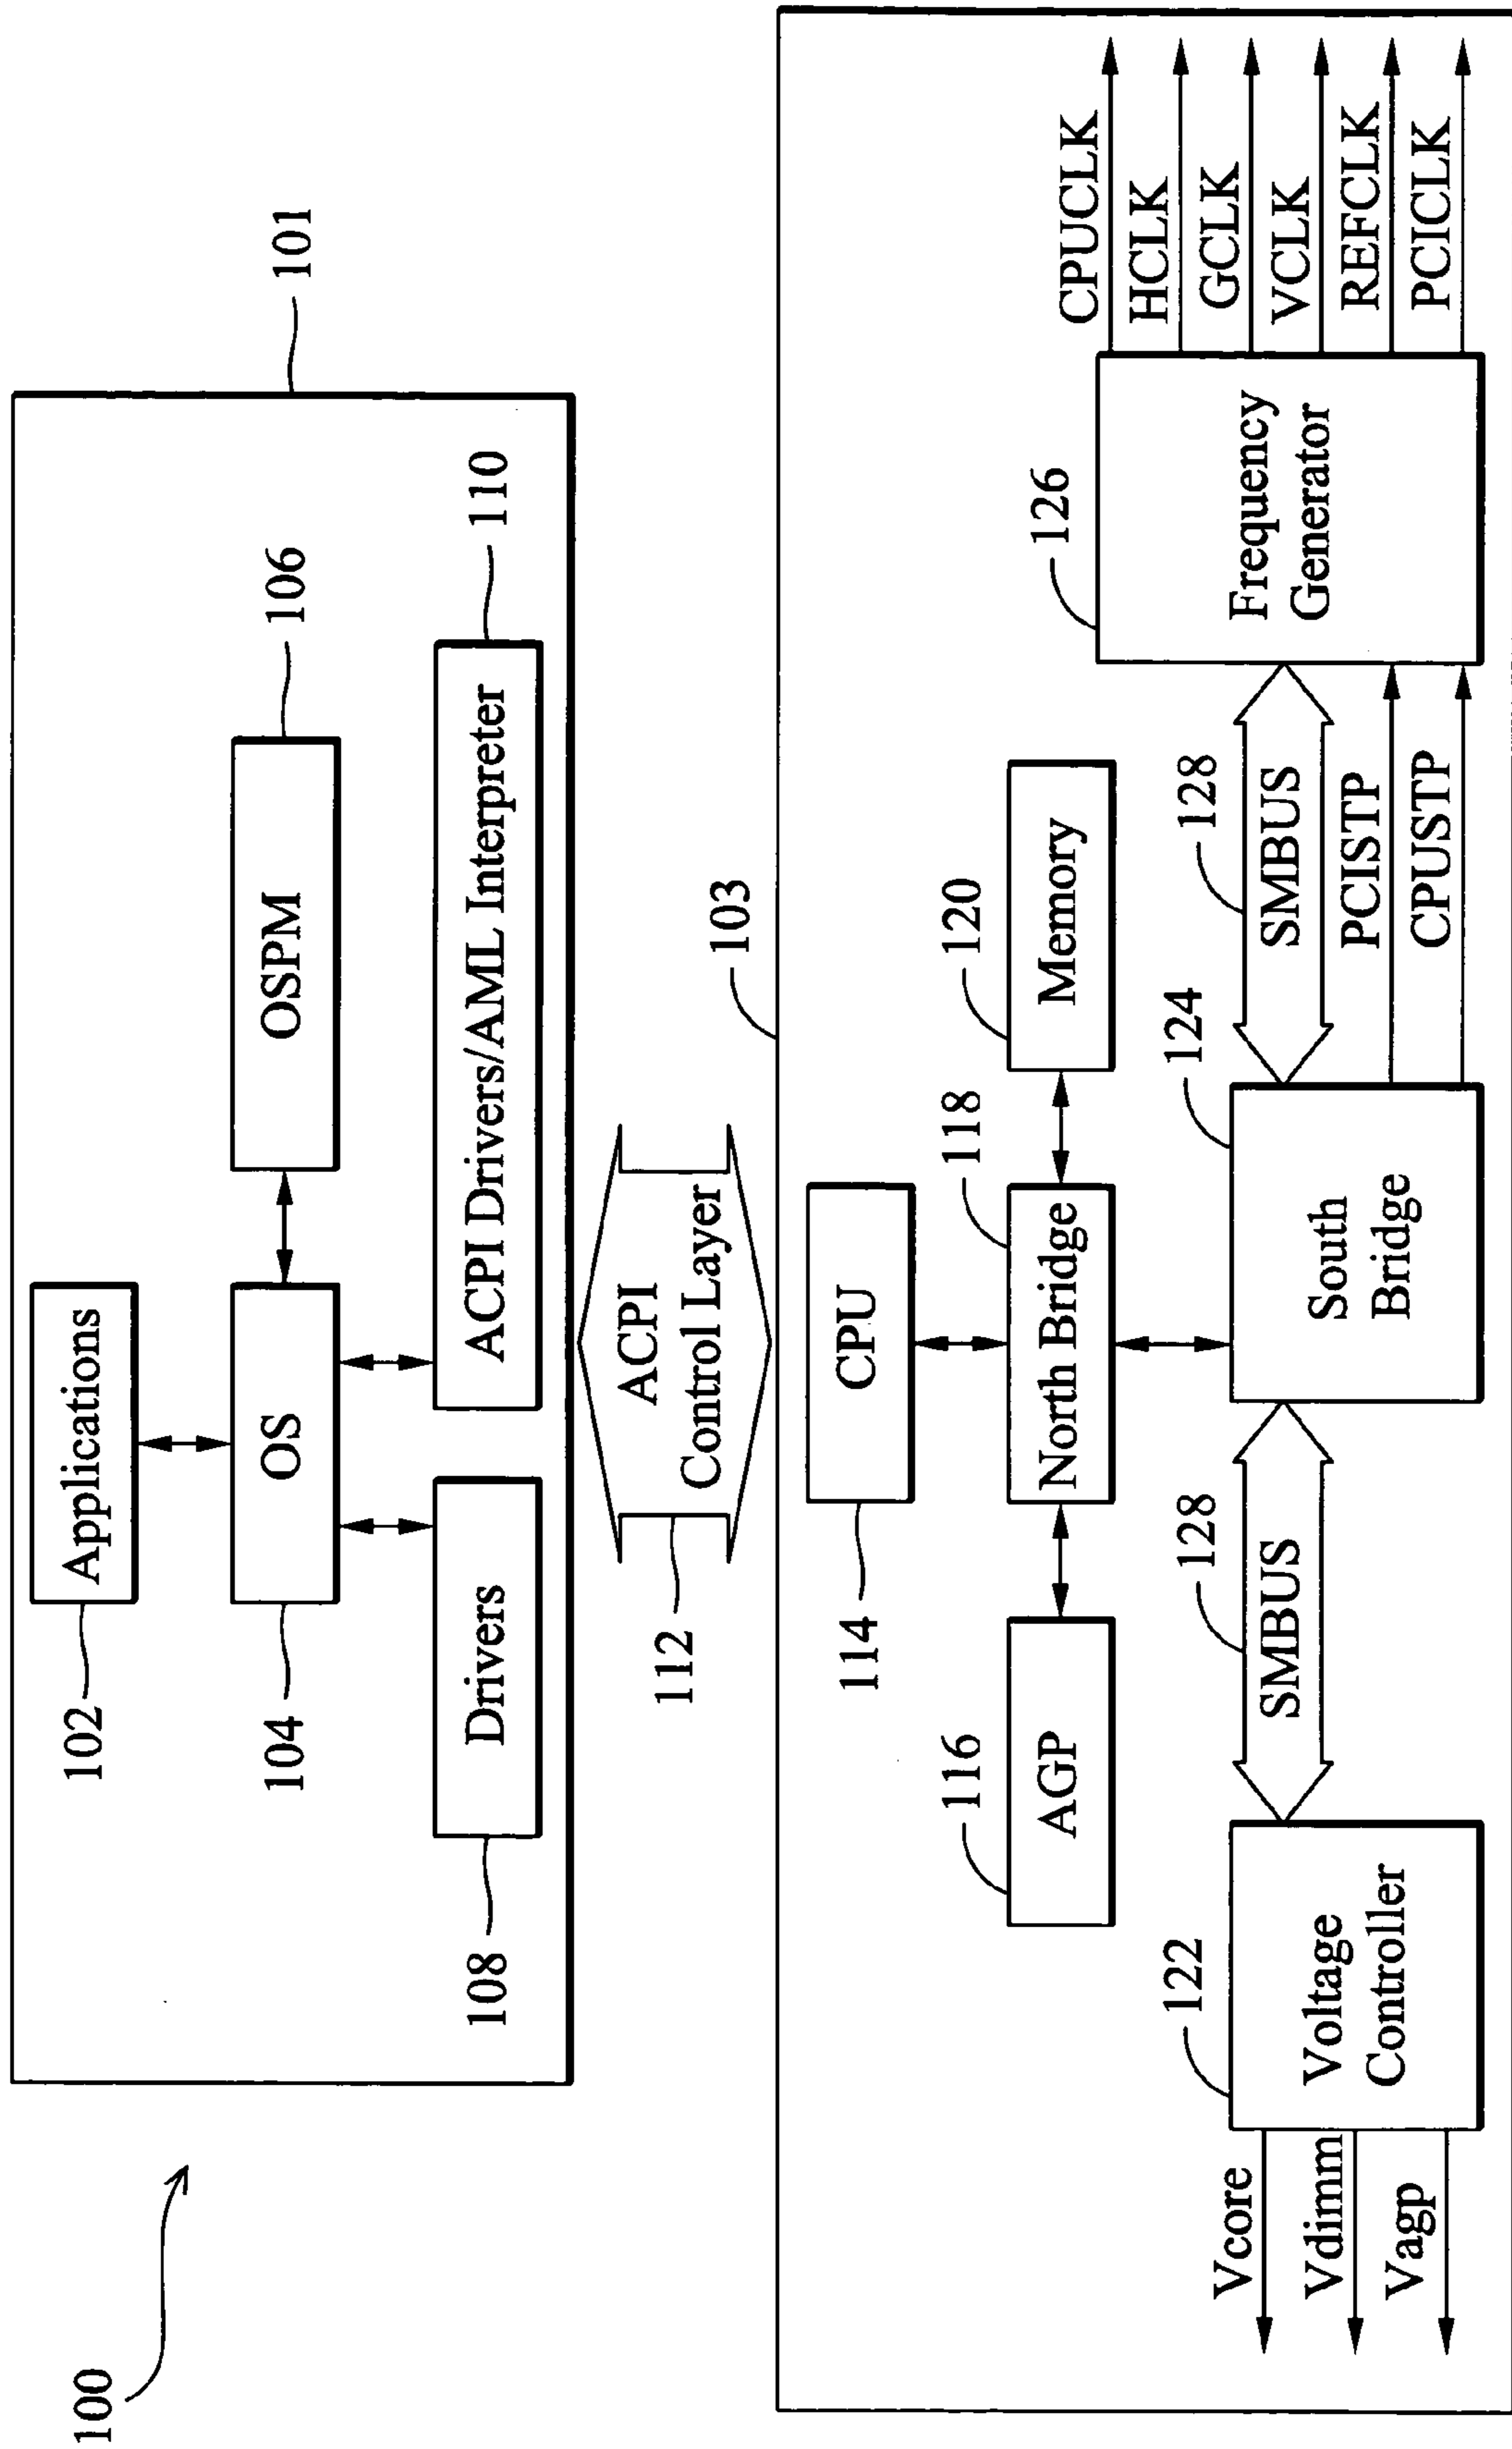 100
101
Applications
102
OS
104
OSPM
106
Drivers
108
ACPI Drivers/AML Interpreter
110
ACPI
Control Layer
112
103
CPU
114
AGP
116
North Bridge
118
Memory
120
Voltage
Controller
122
Vcore
Vdimm
Vagp
SMBUS
128
South
Bridge
124
SMBUS
128
PCISTP
CPUSTP
Frequency
Generator
126
CPUCLK
HCLK
GCLK
VCLK
REFCLK
PCICLK